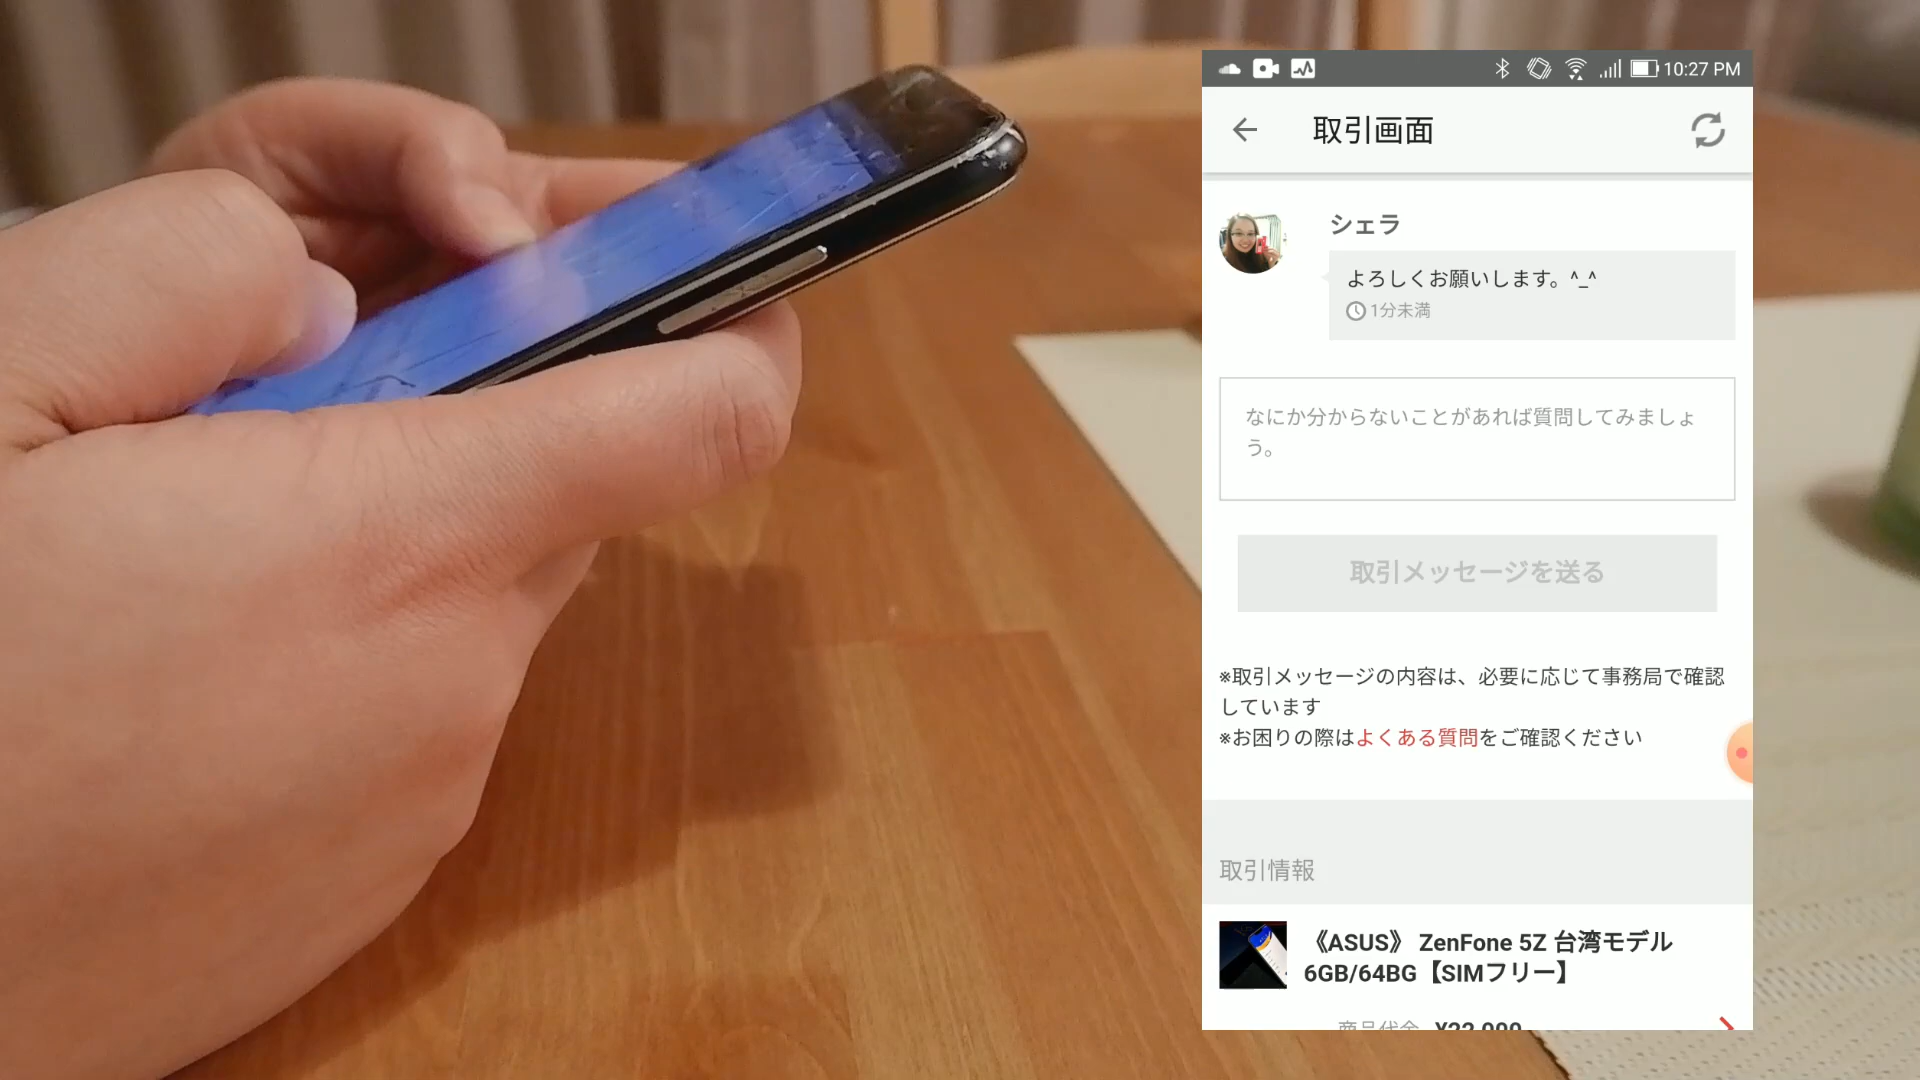 10:27 PM
取引画面
シェラ
よろしくお願いします。^_^
1分未満
なにか分からないことがあれば質問してみましょ
う。
取引メッセージを送る
※取引メッセージの内容は、必要に応じて事務局で確認
しています
※お困りの際はよくある質問をご確認ください
取引情報
《ASUS》 ZenFone 5Z 台湾モデル
6GB/64BG【SIMフリー】
商品代金